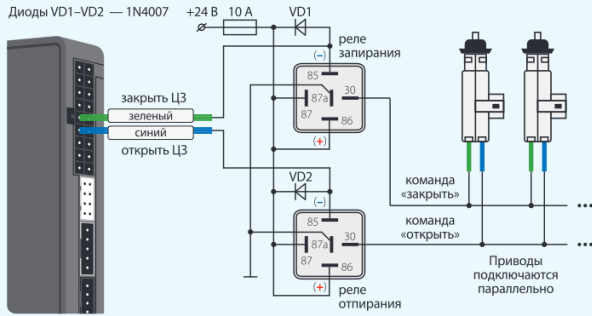 Диоды VD1–VD2 — 1N4007
+24 В
10 А
VD1
(–)
реле
запирания
85
87a
30
87
86
(+)
закрыть ЦЗ
зеленый
синий
открыть ЦЗ
VD2
(–)
85
87a
30
87
86
(+)
реле
отпирания
команда
«закрыть»
команда
«открыть»
Приводы
подключаются
параллельно